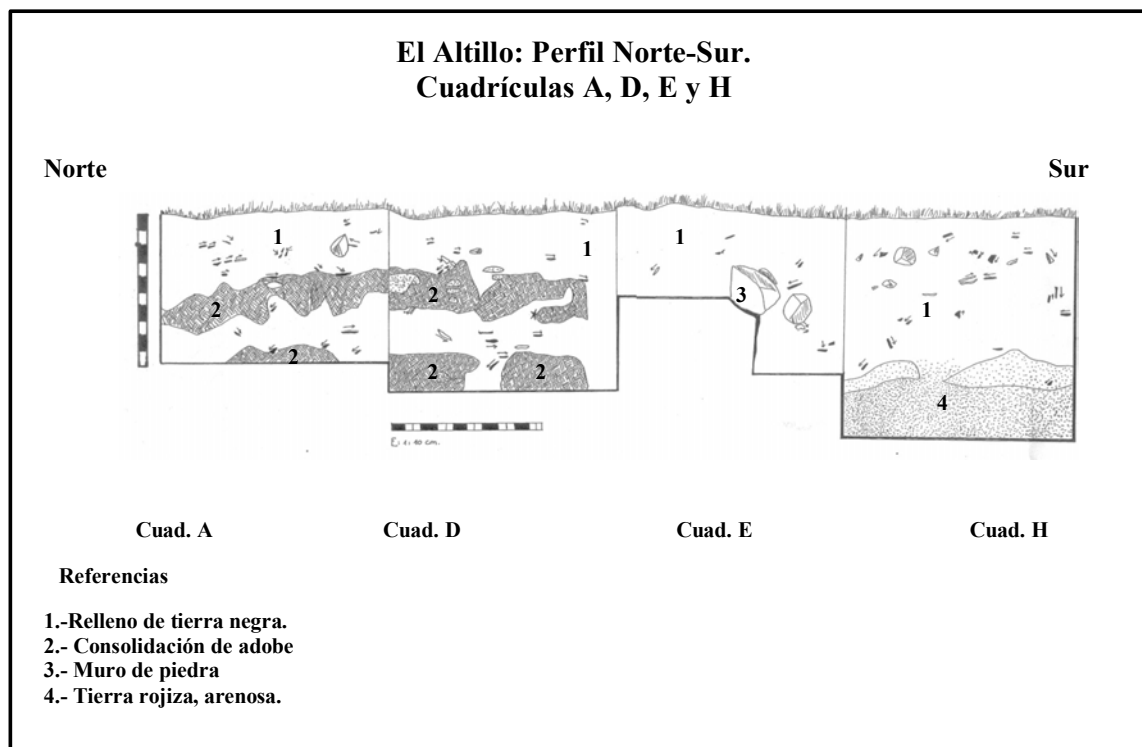 El Altillo: Perfil Norte-Sur.
Cuadrículas A, D, E y H
Norte
Sur
1
1
1
1
2
2
2
2
2
3
4
Cuad. A
Cuad. D
Cuad. E
Cuad. H
Referencias
1.-Relleno de tierra negra.
2.- Consolidación de adobe
3.- Muro de piedra
4.- Tierra rojiza, arenosa.